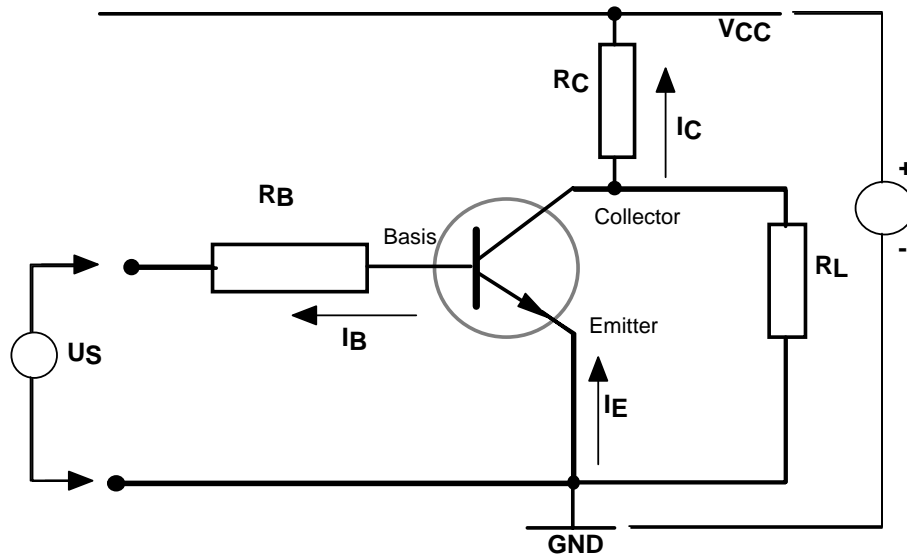 VCC
RC
IC
+
RB
Collector
Basis
-
RL
IB
Emitter
US
IE
GND